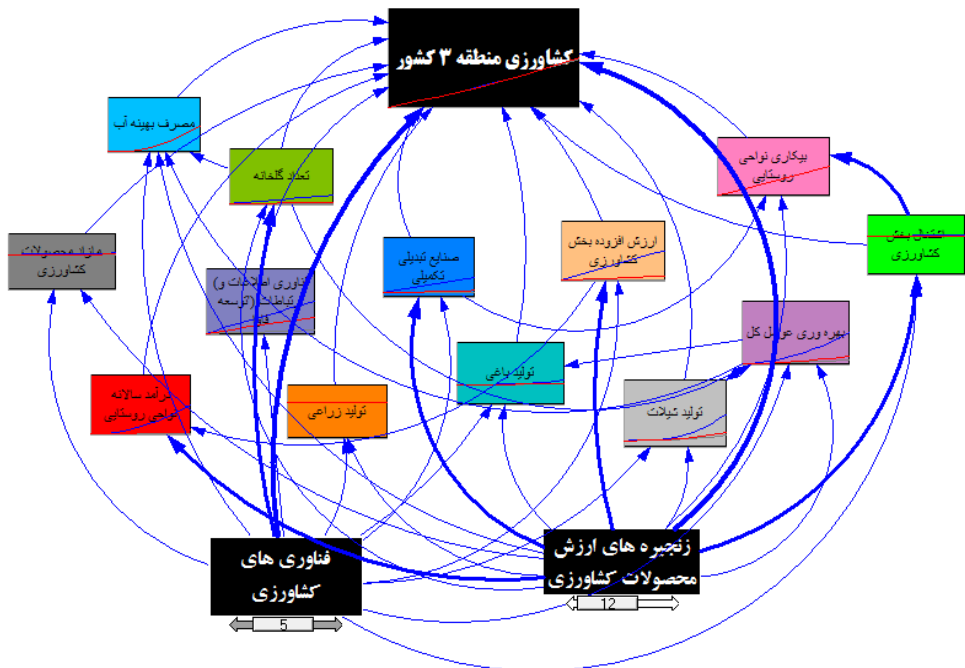 کشاورزی منطقه ۳ کشور
مصرف بهینه آب
تعداد گلخانه
بیکاری نواحی
روستایی
مازاد محصولات
کشاورزی
صنایع تبدیلی
تکمیلی
ارزش افزوده بخش
کشاورزی
اشتغال بخش
کشاورزی
فناوری اطلاعات و)
ارتباطات (توسعه
بهره وری عوامل کل
درآمد سالانه
نواحی روستایی
تولید زراعی
تولید باغی
تولید شیلات
فناوری های
کشاورزی
5
زنجیره های ارزش
محصولات کشاورزی
12